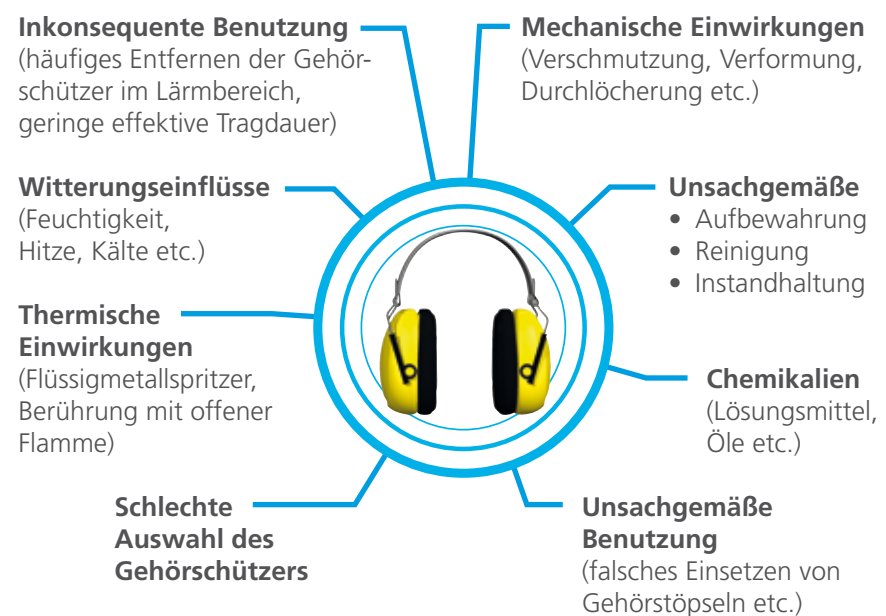 Inkonsequente Benutzung
(häufiges Entfernen der Gehör-
schützer im Lärmbereich,
geringe effektive Tragdauer)
Mechanische Einwirkungen
(Verschmutzung, Verformung,
Durchlöcherung etc.)
Witterungseinflüsse
(Feuchtigkeit,
Hitze, Kälte etc.)
Unsachgemäße
• Aufbewahrung
• Reinigung
• Instandhaltung
Thermische
Einwirkungen
(Flüssigmetallspritzer,
Berührung mit offener
Flamme)
Chemikalien
(Lösungsmittel,
Öle etc.)
Schlechte
Auswahl des
Gehörschützers
Unsachgemäße
Benutzung
(falsches Einsetzen von
Gehörstöpseln etc.)